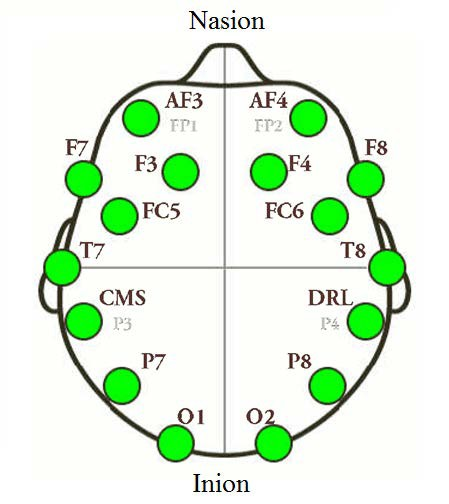 Nasion
AF3 AF4
FP1 FP2
F7 F8
F3 F4
FC5 FC6
T7 T8
CMS DRL
P3 P4
P7 P8
O1 O2
Inion